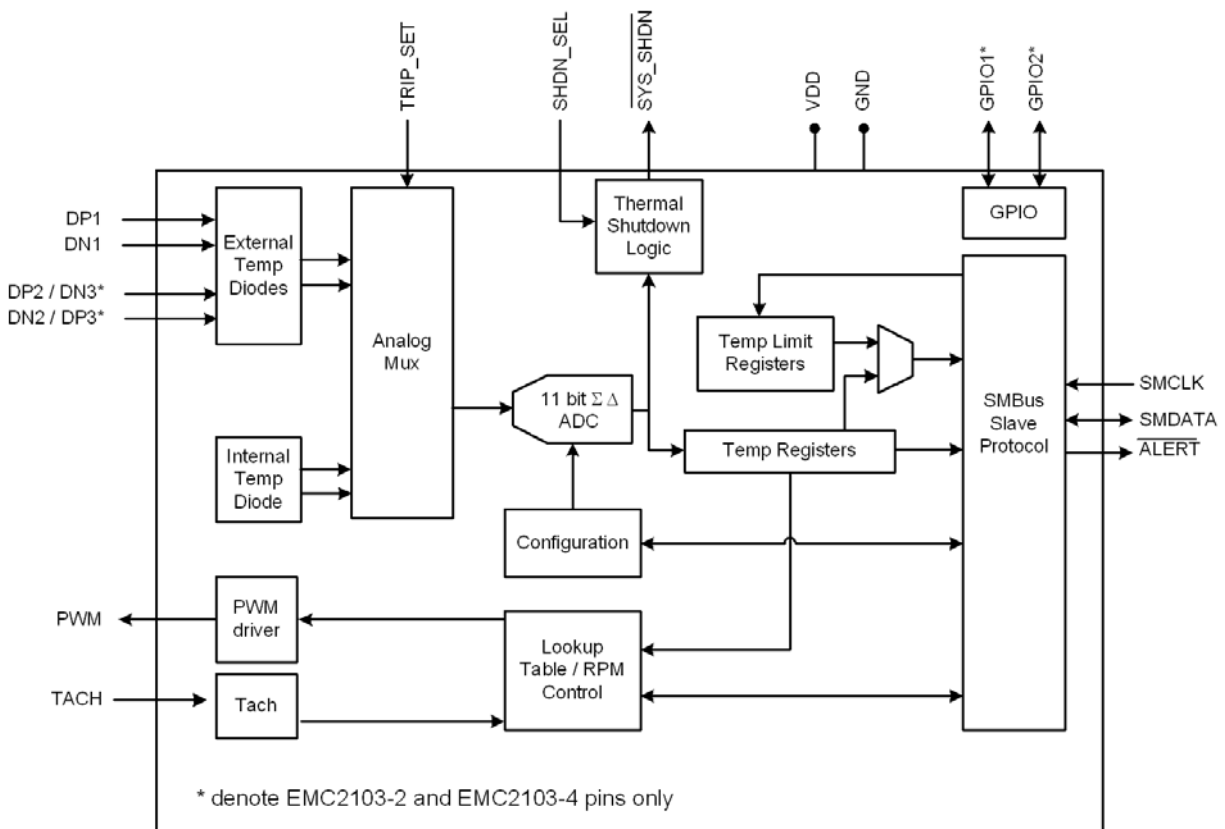 TRIP_SET
SHDN_SEL
SYS_SHDN
VDD
GND
GPIO1*
GPIO2*
DP1
DN1
DP2 / DN3*
DN2 / DP3*
External
Temp
Diodes
Analog
Mux
Thermal
Shutdown
Logic
GPIO
Temp Limit
Registers
11 bit Σ Δ
ADC
SMBus
Slave
Protocol
SMCLK
SMDATA
ALERT
Internal
Temp
Diode
Temp Registers
Configuration
PWM
PWM
driver
Lookup
Table / RPM
Control
TACH
Tach
* denote EMC2103-2 and EMC2103-4 pins only